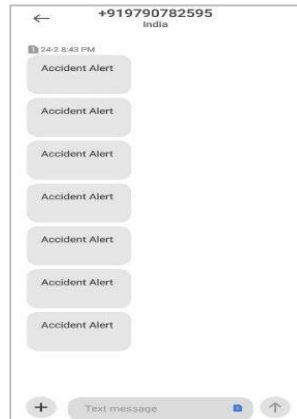 +919790782595
India
1 24-2 8:43 PM
Accident Alert
Accident Alert
Accident Alert
Accident Alert
Accident Alert
Accident Alert
Accident Alert
Text message